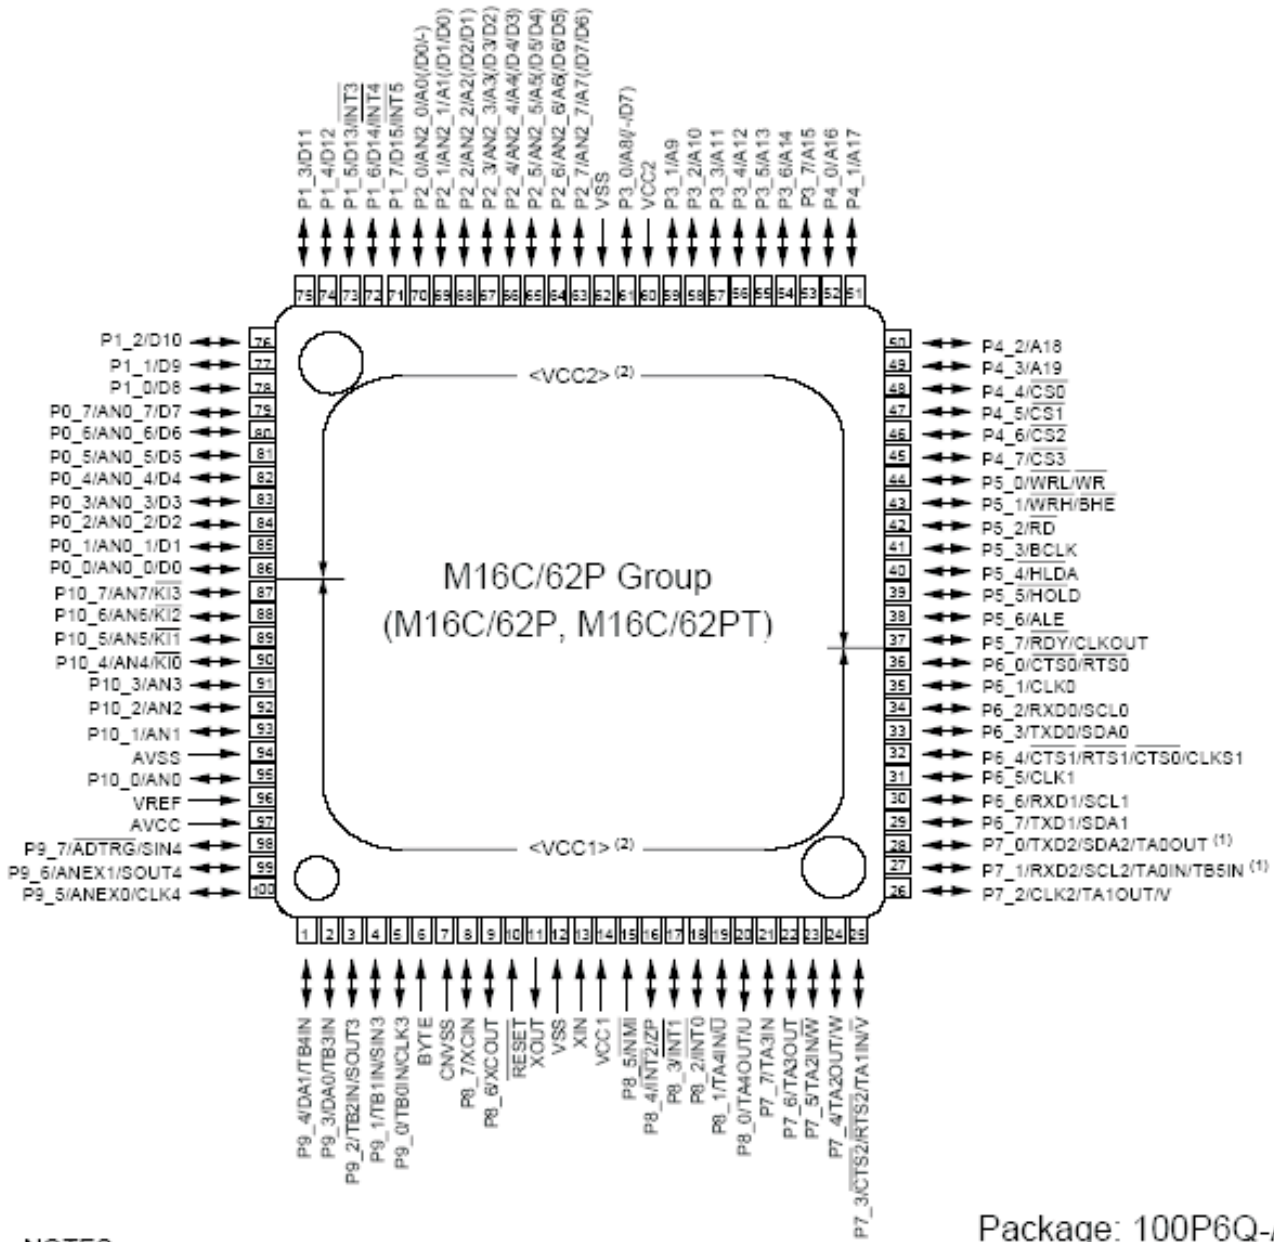 P1_3/D11
P1_4/D12
P1_5/D13/INT3
P1_6/D14/INT4
P1_7/D15/INT5
P2_0/AN2_0/A0(/D0/-)
P2_1/AN2_1/A1(/D1/D0)
P2_2/AN2_2/A2(/D2/D1)
P2_3/AN2_3/A3(/D3/D2)
P2_4/AN2_4/A4(/D4/D3)
P2_5/AN2_5/A5(/D5/D4)
P2_6/AN2_6/A6(/D6/D5)
P2_7/AN2_7/A7(/D7/D6)
VSS
P3_0/A8(/-/D7)
VCC2
P3_1/A9
P3_2/A10
P3_3/A11
P3_4/A12
P3_5/A13
P3_6/A14
P3_7/A15
P4_0/A16
P4_1/A17
75 74 73 72 71 70 69 68 67 66 65 64 63 62 61 60 59 58 57 56 55 54 53 52 51
P1_2/D10 76
P1_1/D9 77
P1_0/D8 78
P0_7/AN0_7/D7 79
P0_6/AN0_6/D6 80
P0_5/AN0_5/D5 81
P0_4/AN0_4/D4 82
P0_3/AN0_3/D3 83
P0_2/AN0_2/D2 84
P0_1/AN0_1/D1 85
P0_0/AN0_0/D0 86
P10_7/AN7/KI3 87
P10_6/AN6/KI2 88
P10_5/AN5/KI1 89
P10_4/AN4/KI0 90
P10_3/AN3 91
P10_2/AN2 92
P10_1/AN1 93
AVSS 94
P10_0/AN0 95
VREF 96
AVCC 97
P9_7/ADTRG/SIN4 98
P9_6/ANEX1/SOUT4 99
P9_5/ANEX0/CLK4 100
<VCC2> (2)
M16C/62P Group
(M16C/62P, M16C/62PT)
<VCC1> (2)
50 P4_2/A18
49 P4_3/A19
48 P4_4/CS0
47 P4_5/CS1
46 P4_6/CS2
45 P4_7/CS3
44 P5_0/WRL/WR
43 P5_1/WRH/BHE
42 P5_2/RD
41 P5_3/BCLK
40 P5_4/HLDA
39 P5_5/HOLD
38 P5_6/ALE
37 P5_7/RDY/CLKOUT
36 P6_0/CTS0/RTS0
35 P6_1/CLK0
34 P6_2/RXD0/SCL0
33 P6_3/TXD0/SDA0
32 P6_4/CTS1/RTS1/CTS0/CLKS1
31 P6_5/CLK1
30 P6_6/RXD1/SCL1
29 P6_7/TXD1/SDA1
28 P7_0/TXD2/SDA2/TA0OUT (1)
27 P7_1/RXD2/SCL2/TA0IN/TB5IN (1)
26 P7_2/CLK2/TA1OUT/V
1 2 3 4 5 6 7 8 9 10 11 12 13 14 15 16 17 18 19 20 21 22 23 24 25
P9_4/DA1/TB4IN
P9_3/DA0/TB3IN
P9_2/TB2IN/SOUT3
P9_1/TB1IN/SIN3
P9_0/TB0IN/CLK3
BYTE
CNVSS
P8_7/XCIN
P8_6/XCOUT
RESET
XOUT
VSS
XIN
VCC1
P8_5/NMI
P8_4/INT2/ZP
P8_3/INT1
P8_2/INT0
P8_1/TA4IN/U
P8_0/TA4OUT/U
P7_7/TA3IN
P7_6/TA3OUT
P7_5/TA2IN/W
P7_4/TA2OUT/W
P7_3/CTS2/RTS2/TA1IN/V
Package: 100P6Q-